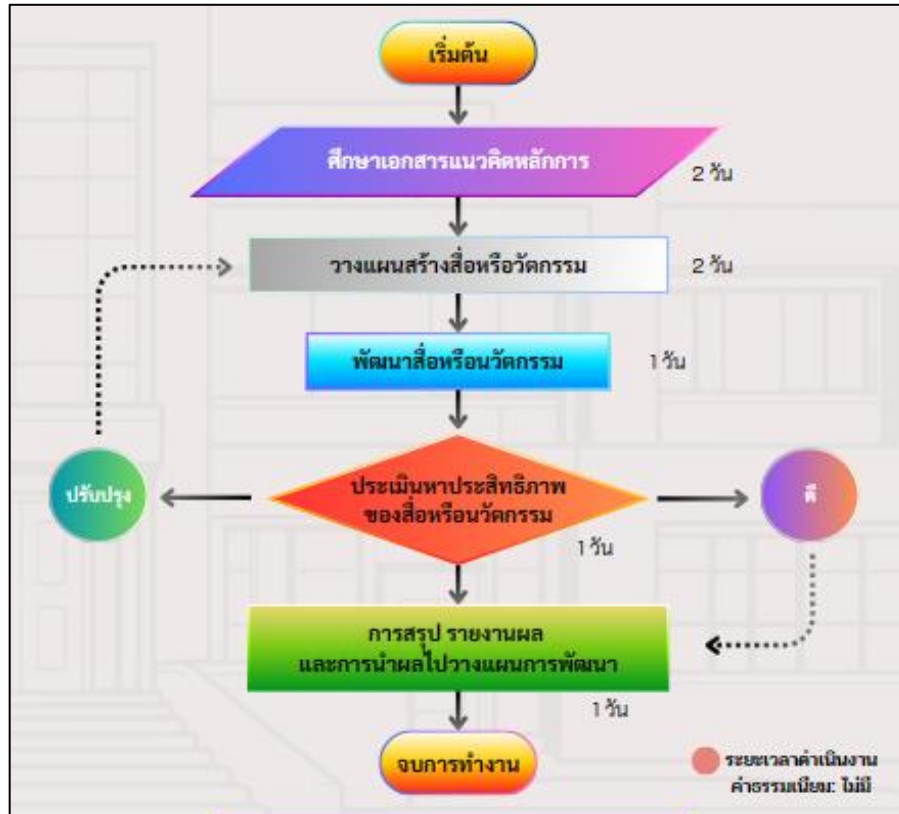 เริ่มต้น
ศึกษาเอกสารแนวคิดหลักการ
2 วัน
วางแผนสร้างสื่อหรือวัตกรรม
2 วัน
พัฒนาสื่อหรือนวัตกรรม
1 วัน
ปรับปรุง
ประเมินหาประสิทธิภาพ
ของสื่อหรือนวัตกรรม
1 วัน
ดี
การสรุป รายงานผล
และการนำผลไปวางแผนการพัฒนา
1 วัน
จบการทำงาน
ระยะเวลาดำเนินงาน
ค่าธรรมเนียม: ไม่มี